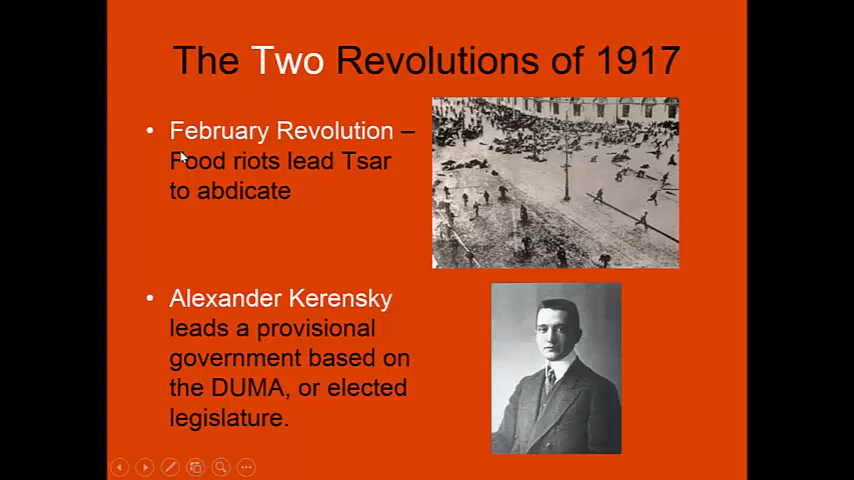 The Two Revolutions of 1917
• February Revolution –
Food riots lead Tsar
to abdicate
• Alexander Kerensky
leads a provisional
government based on
the DUMA, or elected
legislature.